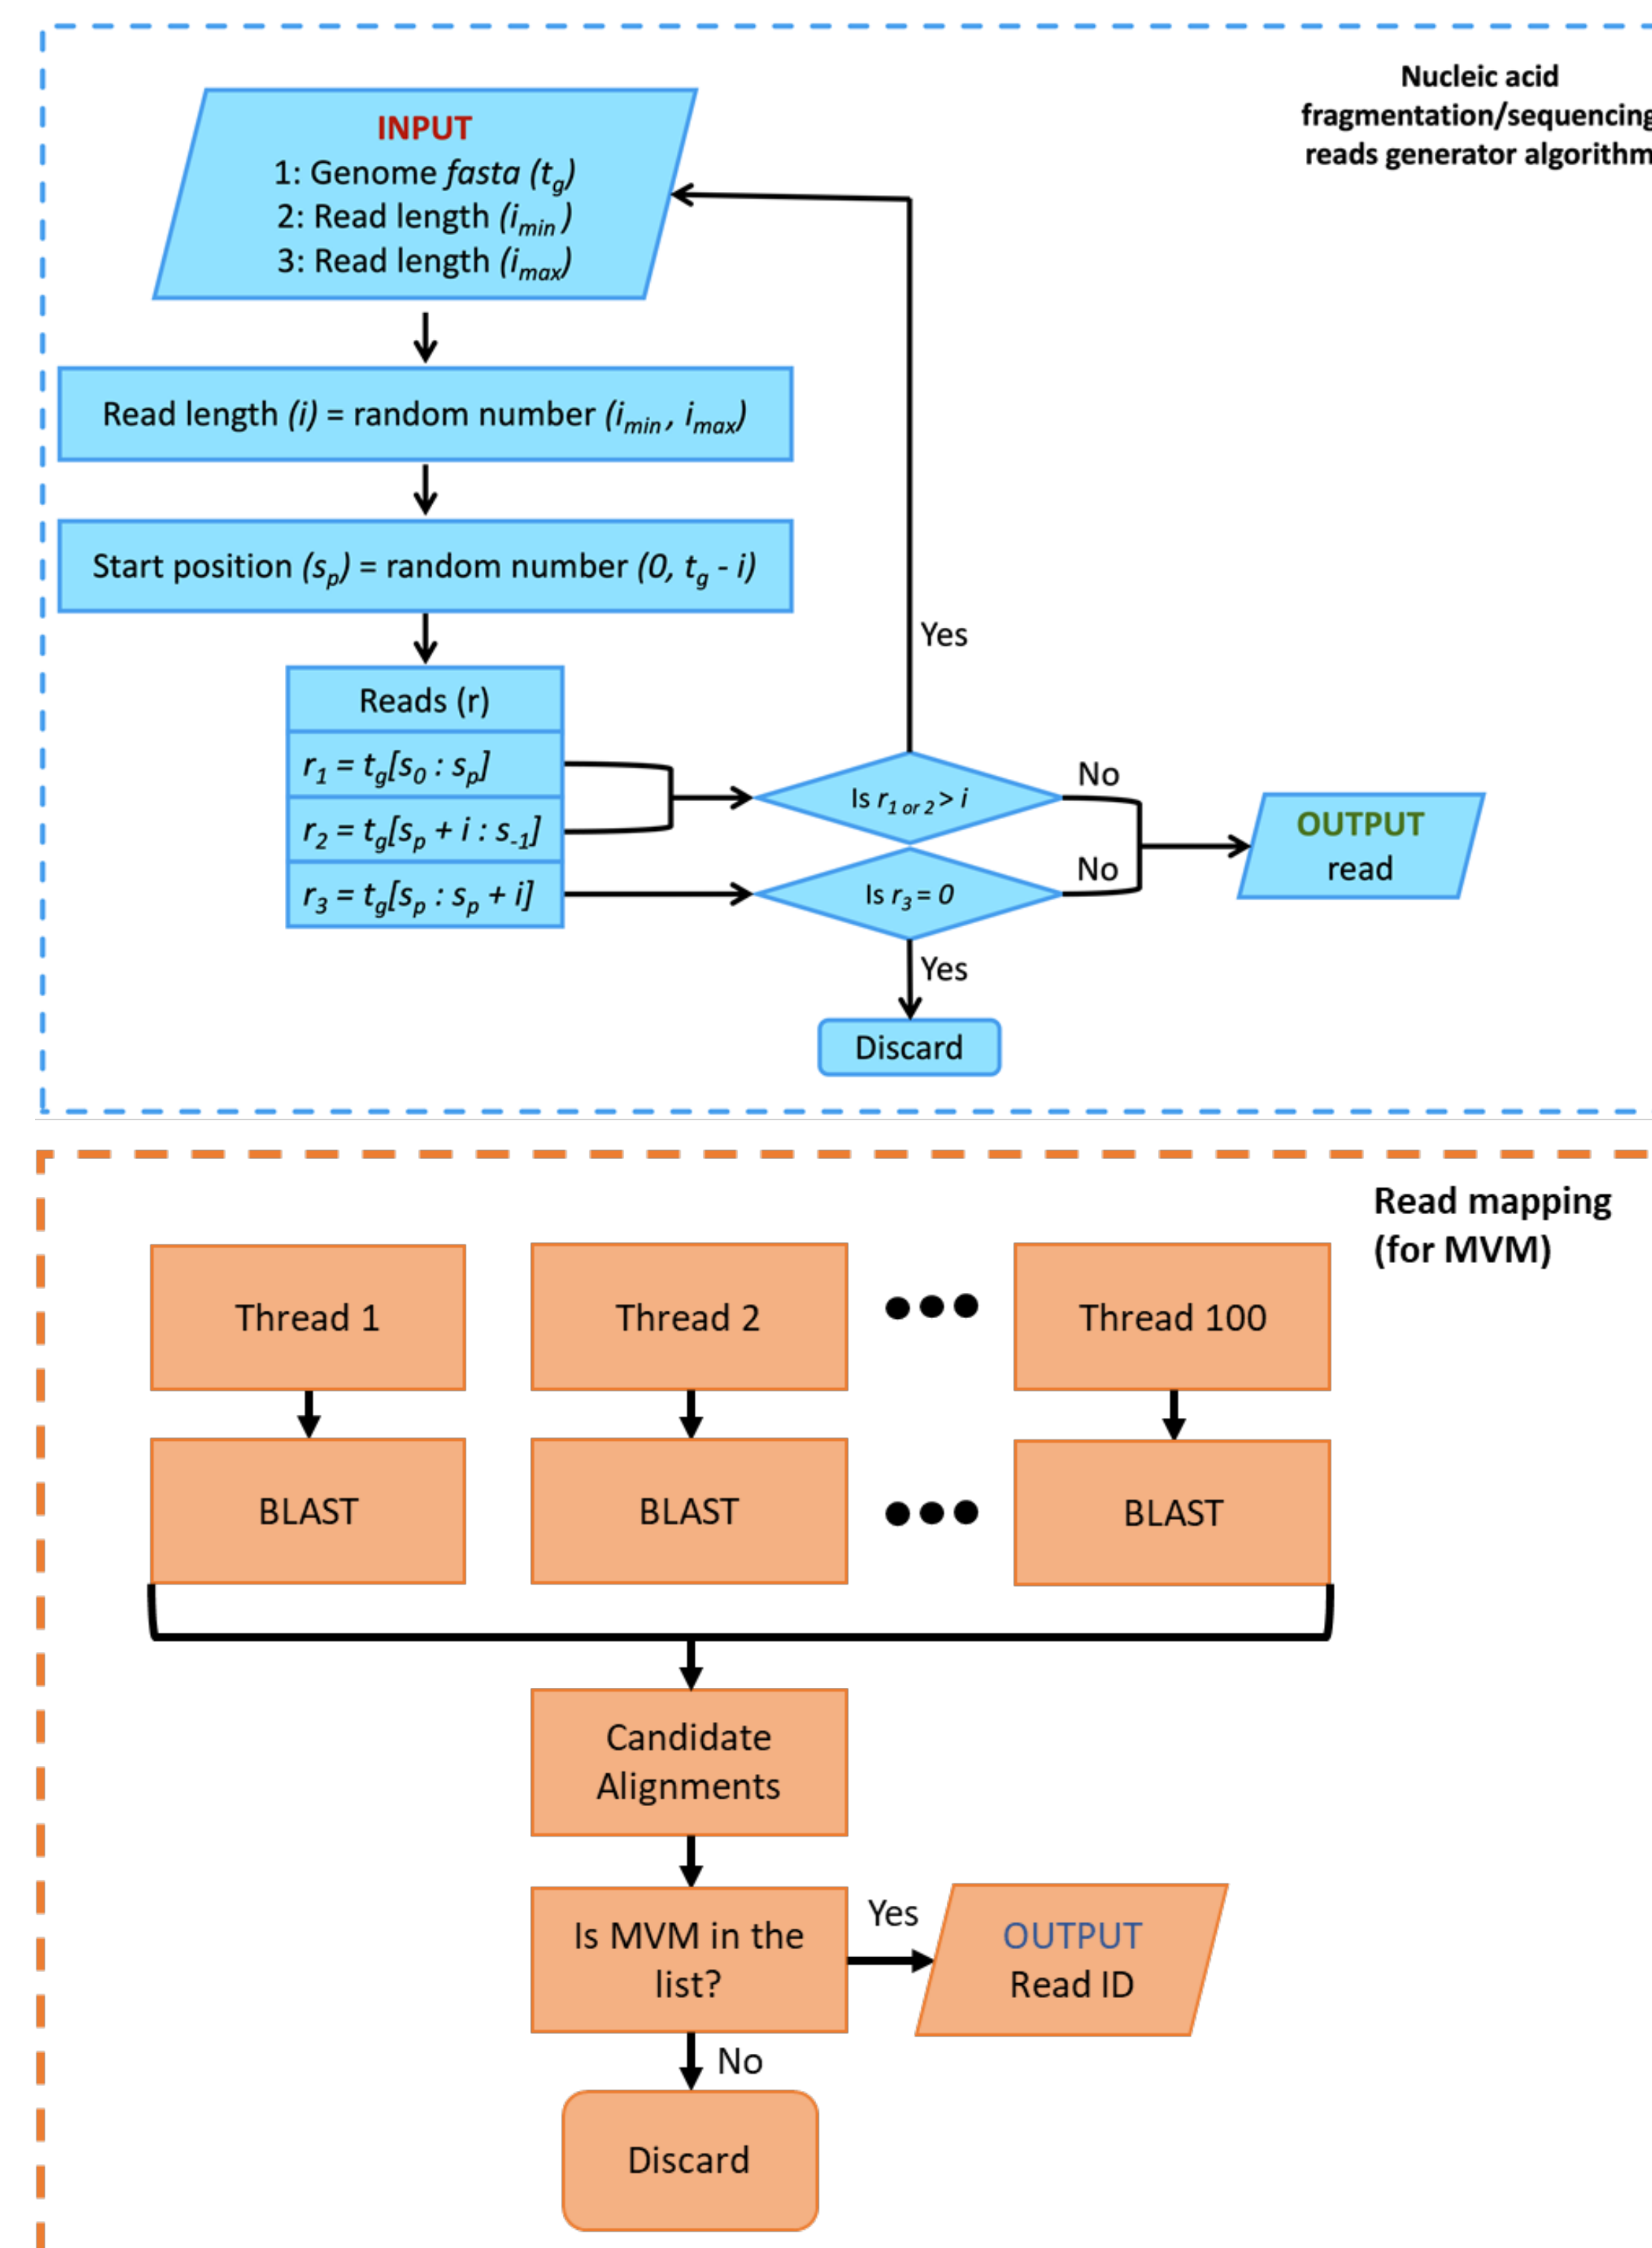 Nucleic acid
fragmentation/sequencing
reads generator algorithm
INPUT
1: Genome fasta (tg)
2: Read length (imin)
3: Read length (imax)
Read length (i) = random number (imin, imax)
Start position (sp) = random number (0, tg - i)
Yes
Reads (r)
r1 = tg[s0 : sp]
r2 = tg[sp + i : s-1]
r3 = tg[sp : sp + i]
Is r1 or 2 > i
No
Is r3 = 0
No
OUTPUT
read
Yes
Discard
Read mapping
(for MVM)
Thread 1
Thread 2
Thread 100
BLAST
BLAST
BLAST
Candidate
Alignments
Is MVM in the
list?
Yes
OUTPUT
Read ID
No
Discard